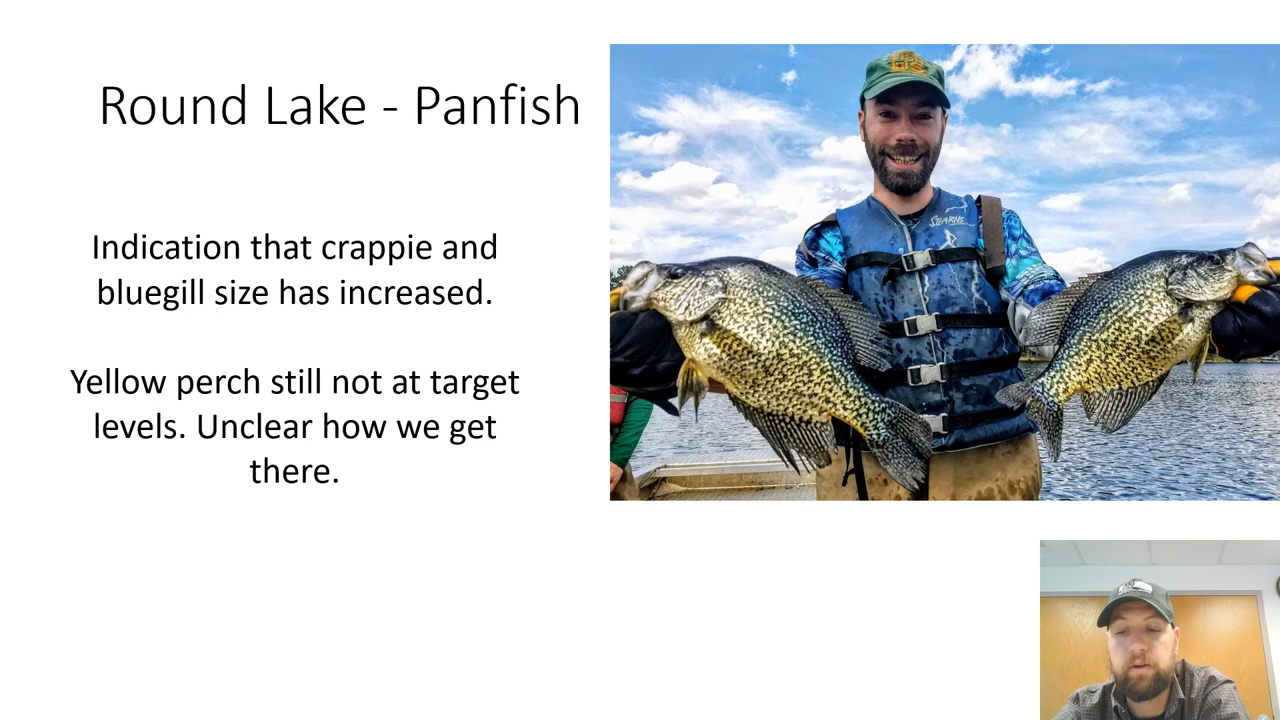 Round Lake - Panfish
Indication that crappie and
bluegill size has increased.
Yellow perch still not at target
levels. Unclear how we get
there.
STEARNS